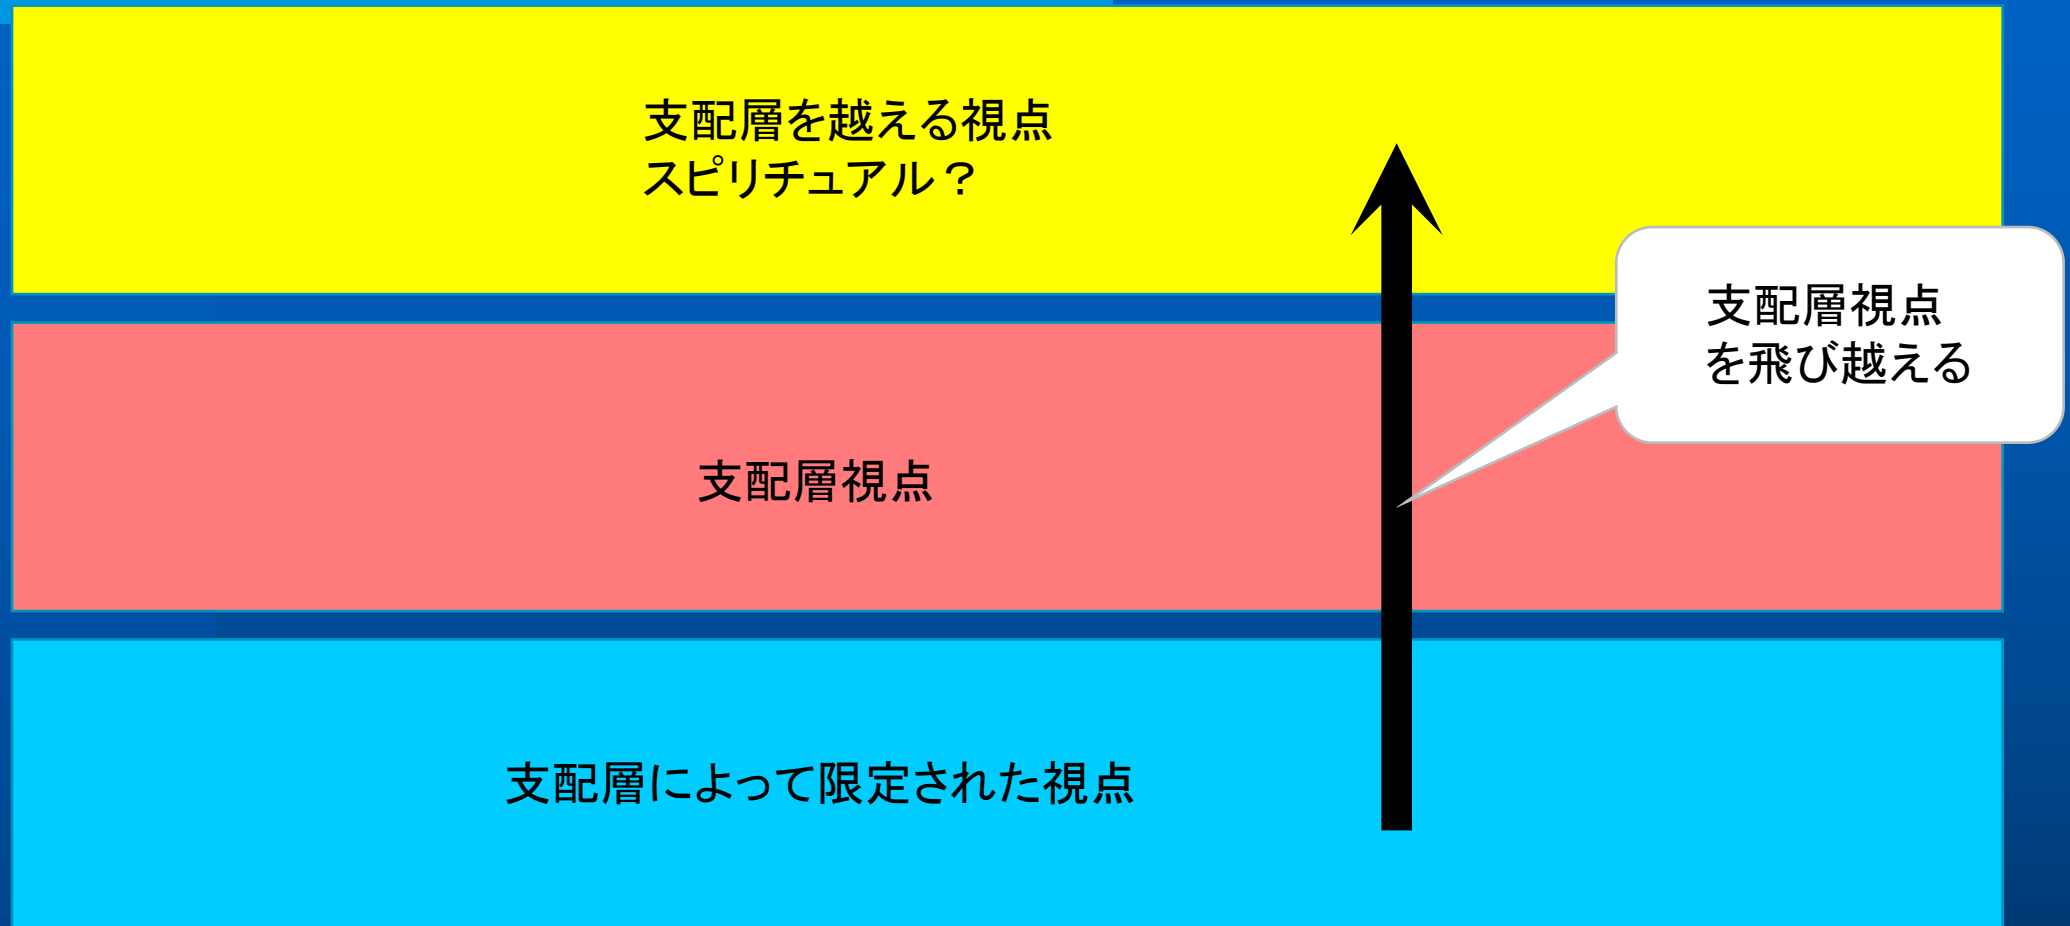 支配層を越える視点
スピリチュアル？
支配層視点
を飛び越える
支配層視点
支配層によって限定された視点